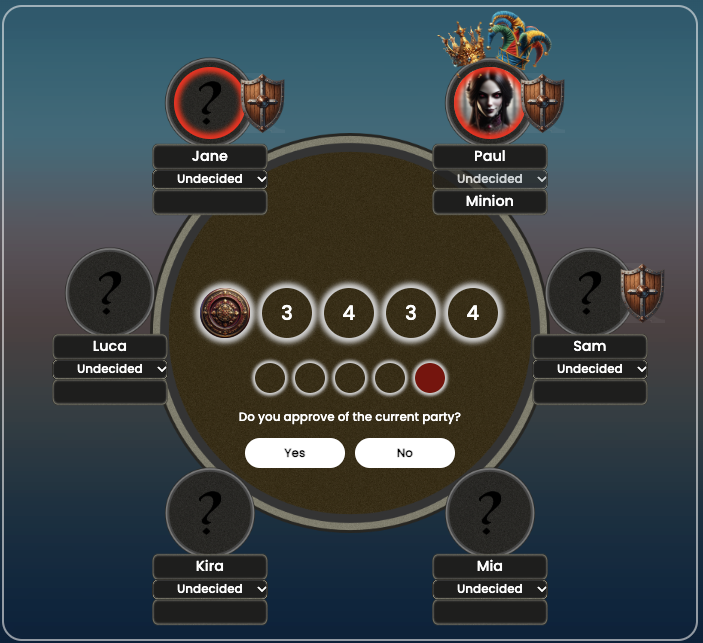 ?
Jane
Undecided
Paul
Undecided
Minion
?
Luca
Undecided
?
Sam
Undecided
3
4
3
4
Do you approve of the current party?
Yes
No
?
Kira
Undecided
?
Mia
Undecided